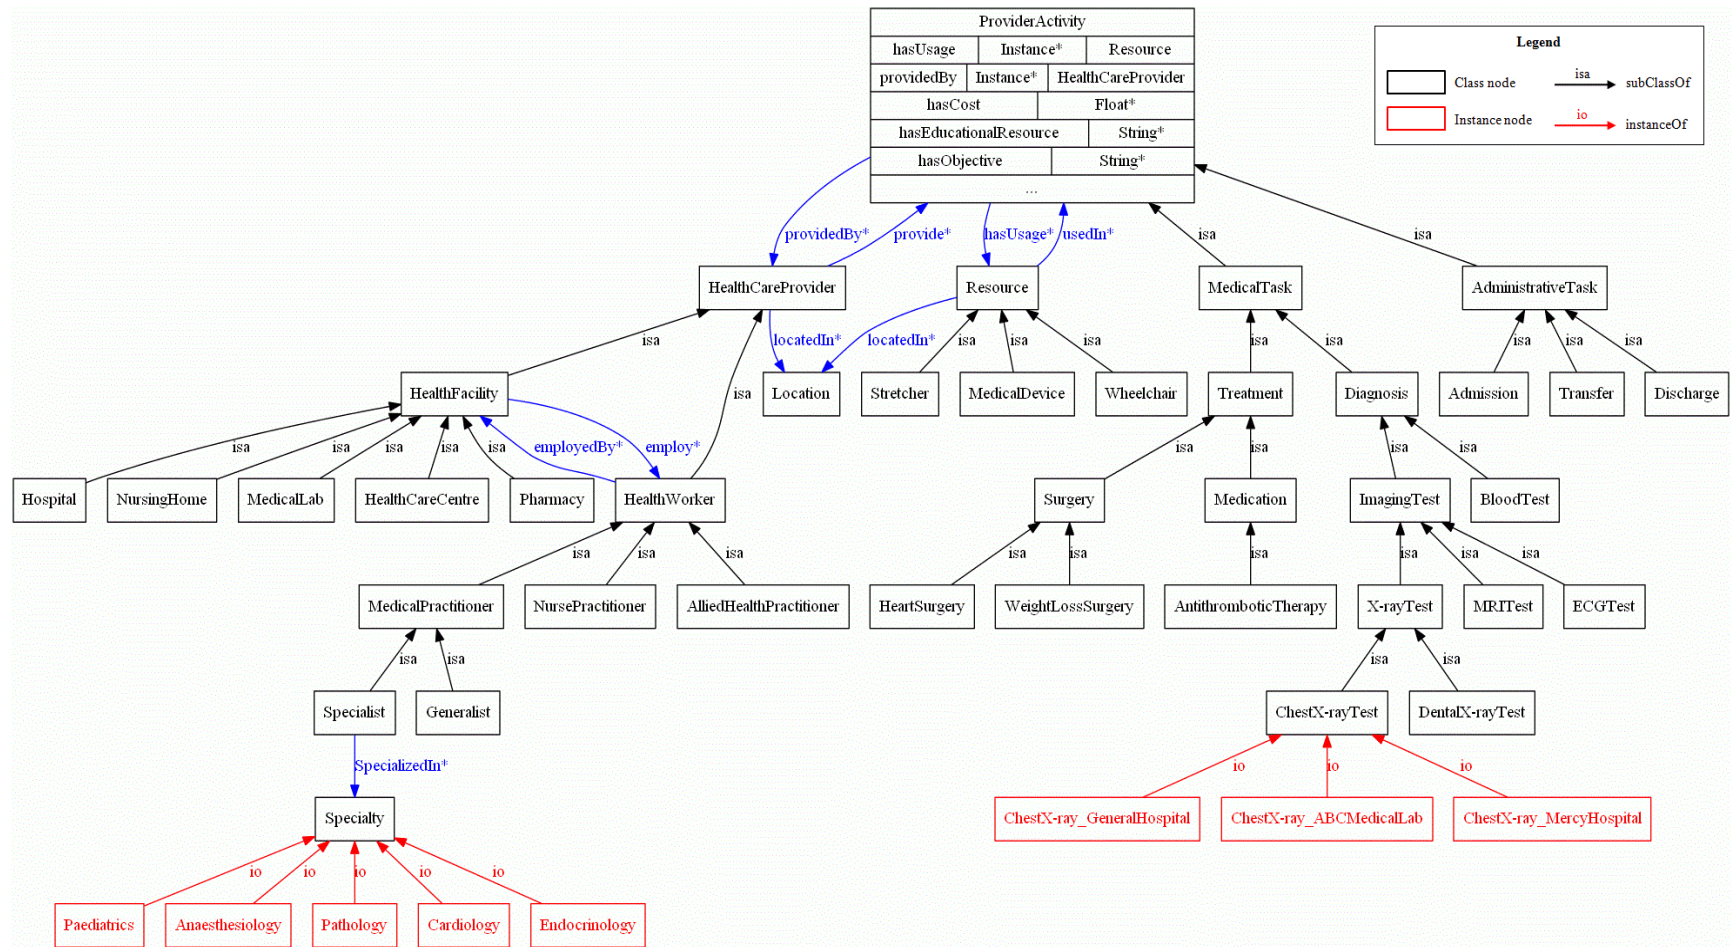 ProviderActivity
hasUsage Instance* Resource
providedBy Instance* HealthCareProvider
hasCost Float*
hasEducationalResource String*
hasObjective String*
...
Legend
Class node isa subClassOf
Instance node io instanceOf
providedBy* provide* hasUsage* usedIn* isa isa
HealthCareProvider Resource MedicalTask AdministrativeTask
isa isa locatedIn* locatedIn* isa isa isa isa isa isa isa isa
HealthFacility Location Stretcher MedicalDevice Wheelchair Treatment Diagnosis Admission Transfer Discharge
isa isa isa isa isa employedBy* employ* isa isa isa isa
Hospital NursingHome MedicalLab HealthCareCentre Pharmacy HealthWorker Surgery Medication ImagingTest BloodTest
isa isa isa isa isa isa isa isa isa
MedicalPractitioner NursePractitioner AlliedHealthPractitioner HeartSurgery WeightLossSurgery AntithromboticTherapy X-rayTest MRITest ECGTest
isa isa isa isa
Specialist Generalist ChestX-rayTest DentalX-rayTest
SpecializedIn* io io io
Specialty ChestX-ray_GeneralHospital ChestX-ray_ABCMedicalLab ChestX-ray_MercyHospital
io io io io io
Paediatrics Anaesthesiology Pathology Cardiology Endocrinology